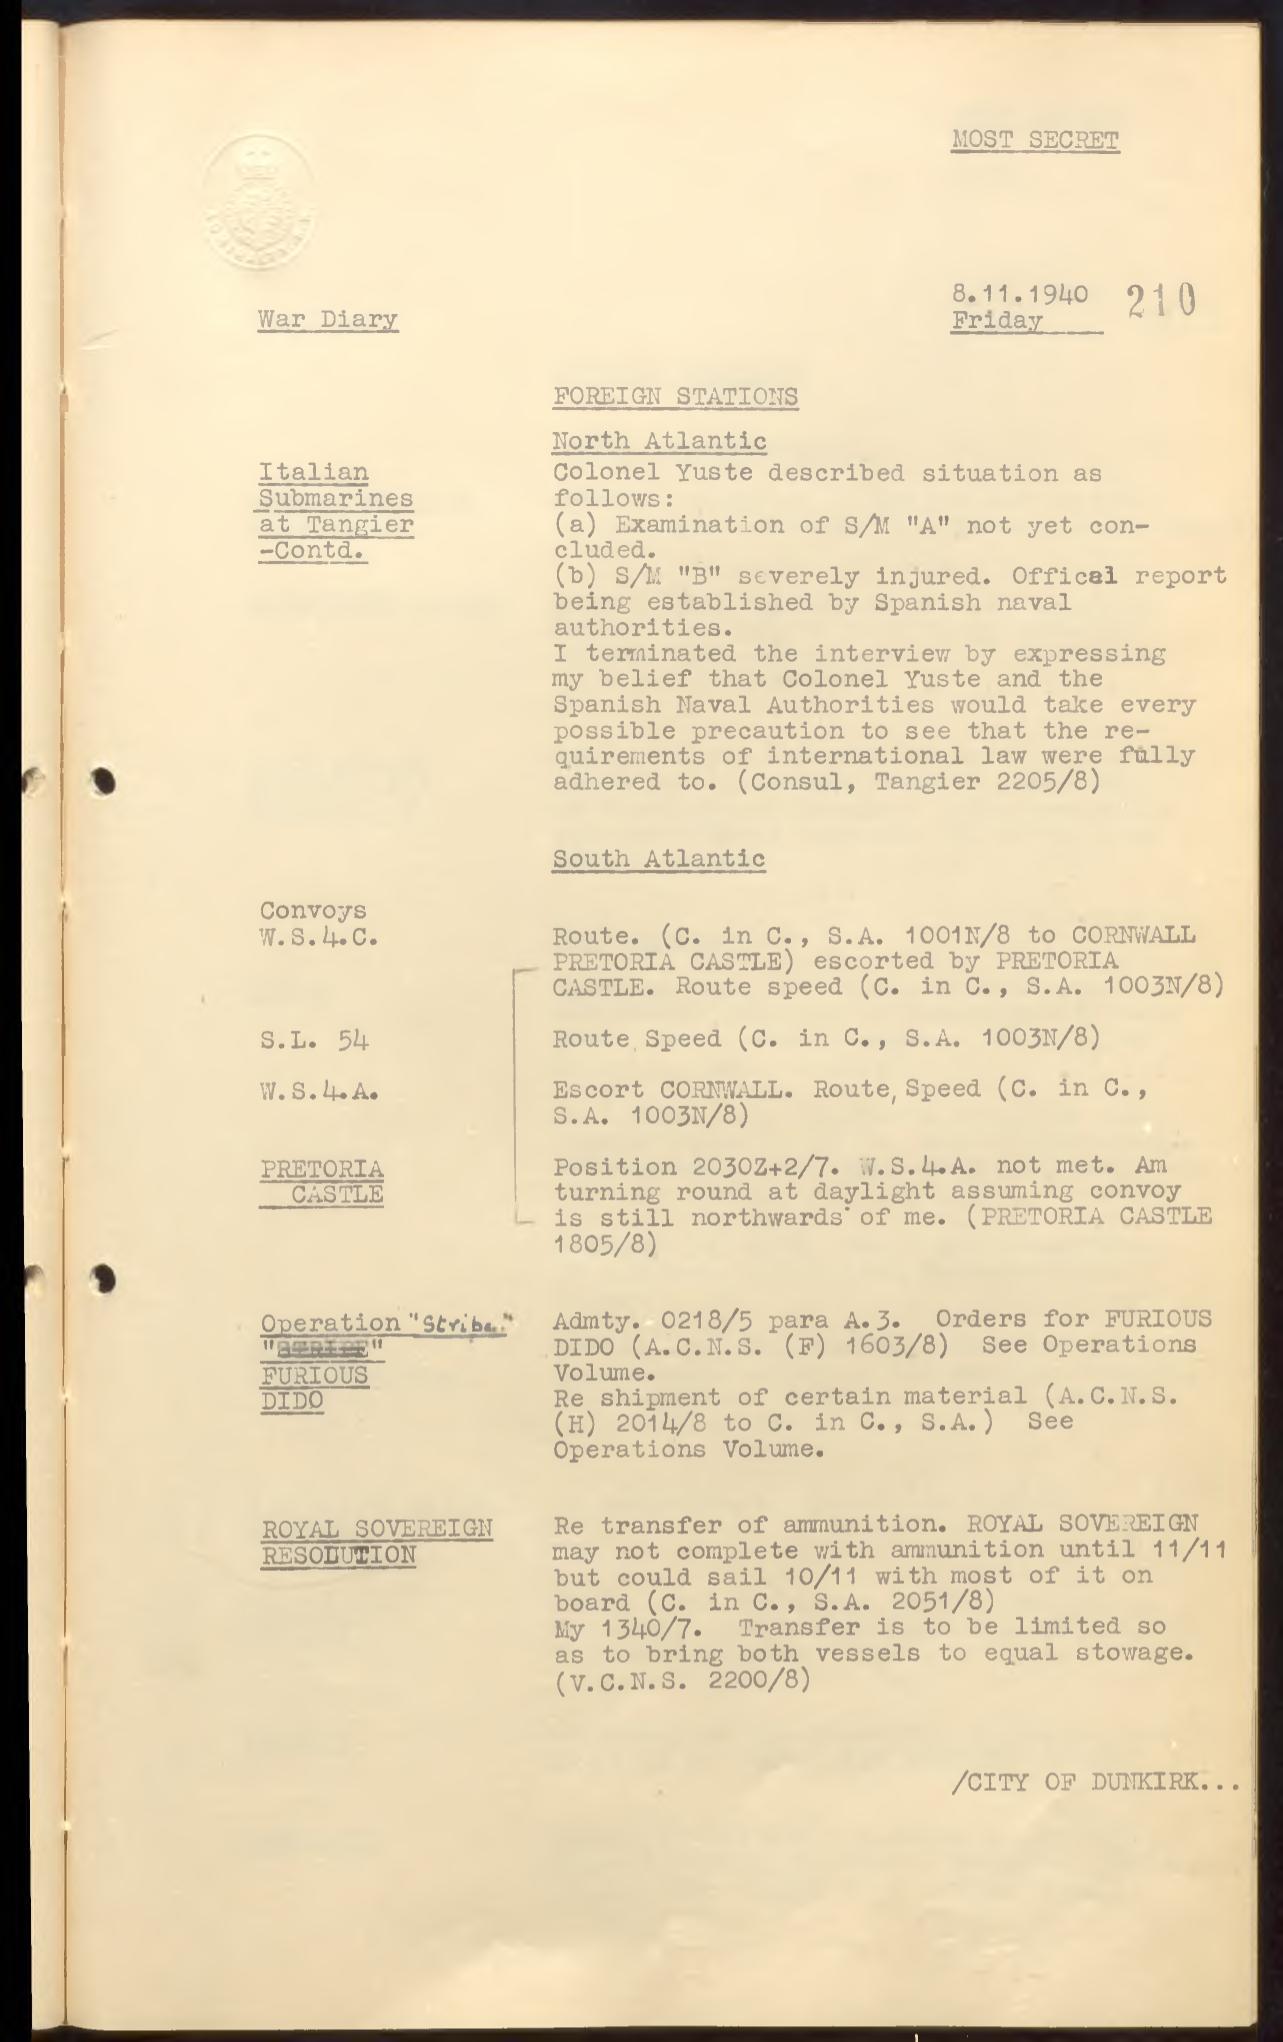 MOST SECRET
8.11.1940 210
Friday
War Diary
FOREIGN STATIONS
North Atlantic
Italian
Submarines
at Tangier
-Contd.
Colonel Yuste described situation as
follows:
(a) Examination of S/M "A" not yet con-
cluded.
(b) S/M "B" severely injured. Offical report
being established by Spanish naval
authorities.
I terminated the interview by expressing
my belief that Colonel Yuste and the
Spanish Naval Authorities would take every
possible precaution to see that the re-
quirements of international law were fully
adhered to. (Consul, Tangier 2205/8)
South Atlantic
Convoys
W.S.4.C.
Route. (C. in C., S.A. 1001N/8 to CORNWALL
PRETORIA CASTLE) escorted by PRETORIA
CASTLE. Route speed (C. in C., S.A. 1003N/8)
S.L. 54
Route, Speed (C. in C., S.A. 1003N/8)
W.S.4.A.
Escort CORNWALL. Route, Speed (C. in C.,
S.A. 1003N/8)
PRETORIA
CASTLE
Position 2030Z+2/7. W.S.4.A. not met. Am
turning round at daylight assuming convoy
is still northwards of me. (PRETORIA CASTLE
1805/8)
Operation "Stribe."
"STRIPE"
FURIOUS
DIDO
Admty. 0218/5 para A.3. Orders for FURIOUS
DIDO (A.C.N.S. (F) 1603/8) See Operations
Volume.
Re shipment of certain material (A.C.N.S.
(H) 2014/8 to C. in C., S.A.) See
Operations Volume.
ROYAL SOVEREIGN
RESOLUTION
Re transfer of ammunition. ROYAL SOVEREIGN
may not complete with ammunition until 11/11
but could sail 10/11 with most of it on
board (C. in C., S.A. 2051/8)
My 1340/7. Transfer is to be limited so
as to bring both vessels to equal stowage.
(V.C.N.S. 2200/8)
/CITY OF DUNKIRK...